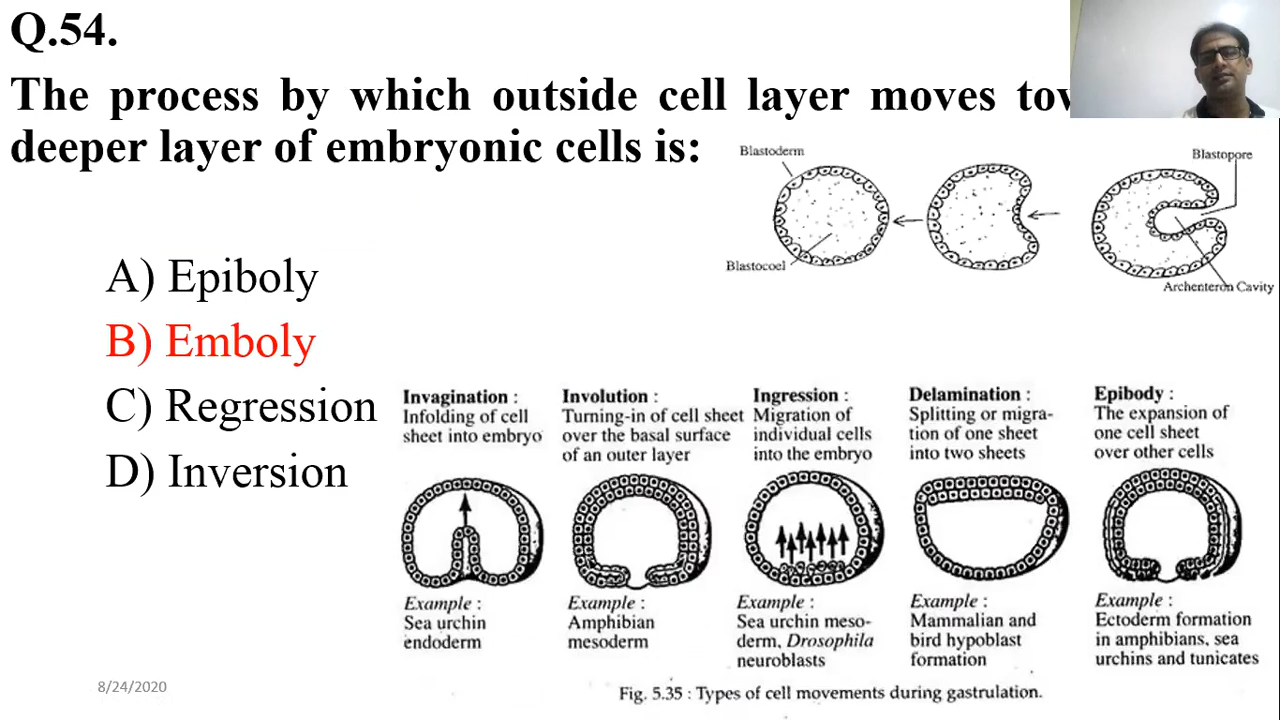 Q.54.
The process by which outside cell layer moves
deeper layer of embryonic cells is:
Blastoderm
Blastopore
Blastocoel
Archenteron Cavity
A) Epiboly
B) Emboly
C) Regression
D) Inversion
Invagination :
Infolding of cell
sheet into embryo
Example :
Sea urchin
endoderm
Involution :
Turning-in of cell sheet
over the basal surface
of an outer layer
Example :
Amphibian
mesoderm
Ingression :
Migration of
individual cells
into the embryo
Example :
Sea urchin meso-
derm, Drosophila
neuroblasts
Delamination :
Splitting or migra-
tion of one sheet
into two sheets
Example :
Mammalian and
bird hypoblast
formation
Epibody :
The expansion of
one cell sheet
over other cells
Example :
Ectoderm formation
in amphibians, sea
urchins and tunicates
Fig. 5.35 : Types of cell movements during gastrulation.
8/24/2020